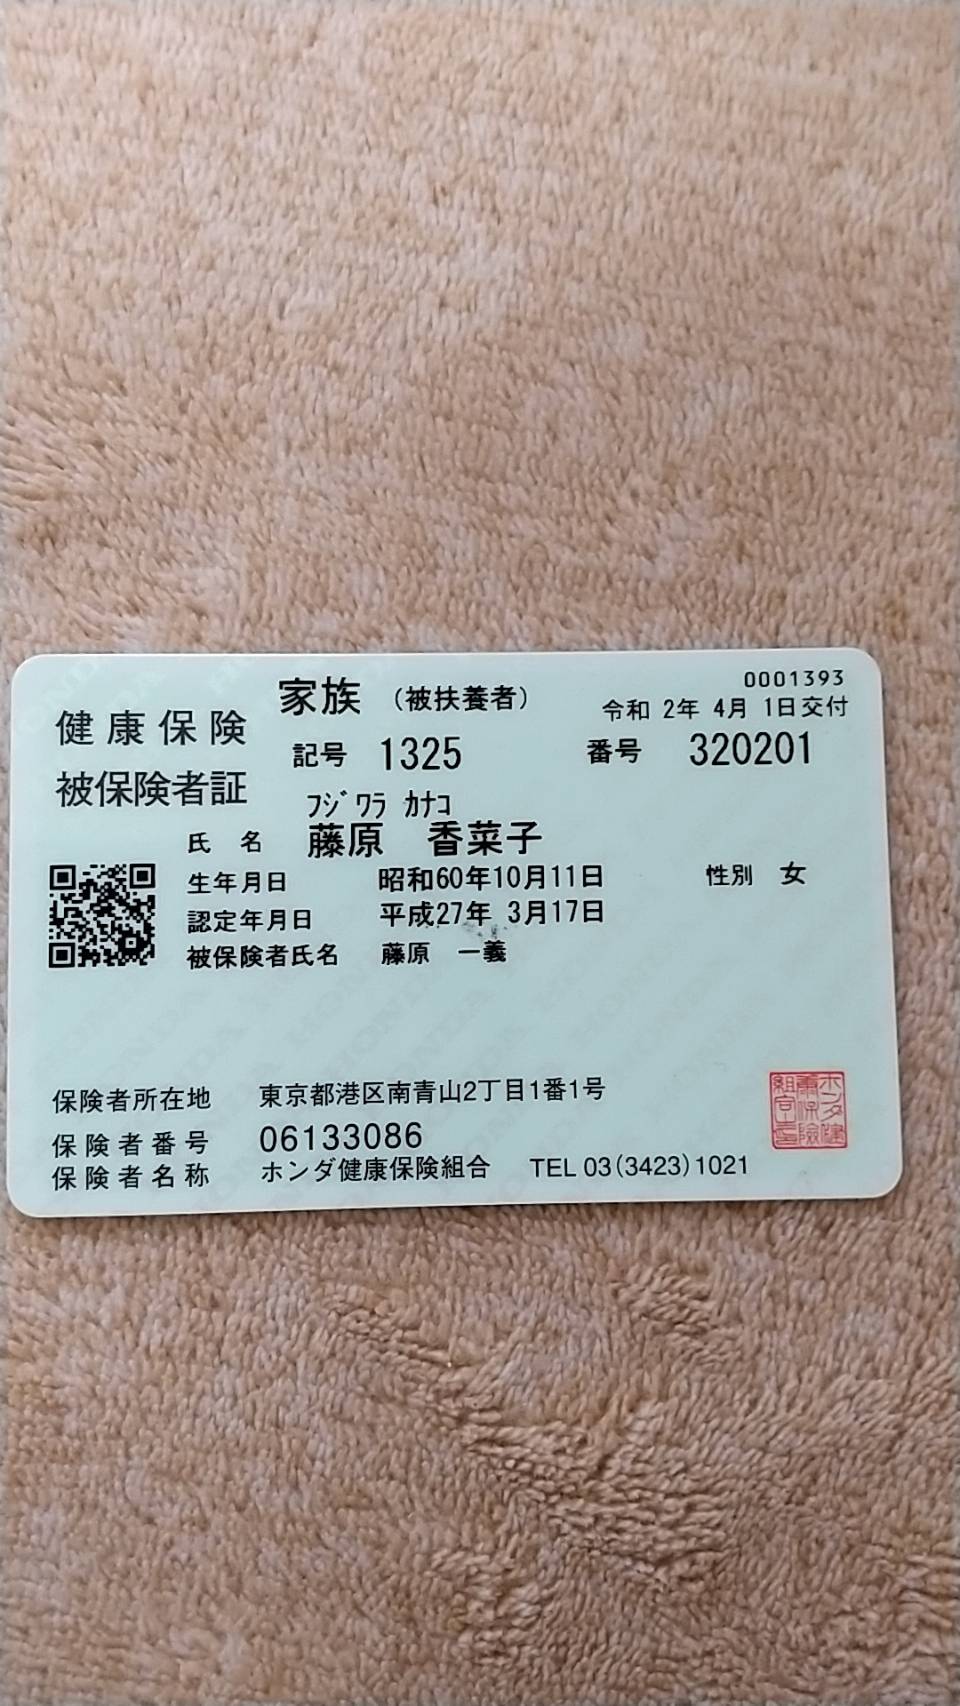 家族 (被扶養者)
0001393
令和 2年 4月 1日交付
健康保険
被保険者証
記号 1325 番号 320201
フジワラ カナコ
氏名 藤原 香菜子
生年月日 昭和60年10月11日 性別 女
認定年月日 平成27年 3月17日
被保険者氏名 藤原 一義
保険者所在地 東京都港区南青山2丁目1番1号
保険者番号 06133086
保険者名称 ホンダ健康保険組合 TEL 03(3423)1021